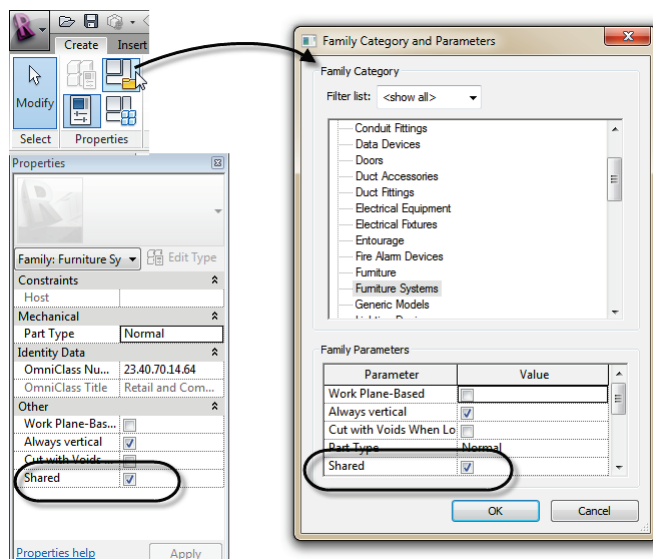 Create Insert
Modify
Select Properties
Properties
Family: Furniture Sy Edit Type
Constraints
Host
Mechanical
Part Type Normal
Identity Data
OmniClass Nu... 23.40.70.14.64
OmniClass Title Retail and Com...
Other
Work Plane-Bas...
Always vertical
Cut with Voids ...
Shared
Properties help Apply
Family Category and Parameters
Family Category
Filter list: <show all>
Conduit Fittings
Data Devices
Doors
Duct Accessories
Duct Fittings
Electrical Equipment
Electrical Fixtures
Entourage
Fire Alarm Devices
Furniture
Furniture Systems
Generic Models
Family Parameters
Parameter Value
Work Plane-Based
Always vertical
Cut with Voids When Lo
Part Type Normal
Shared
OK Cancel